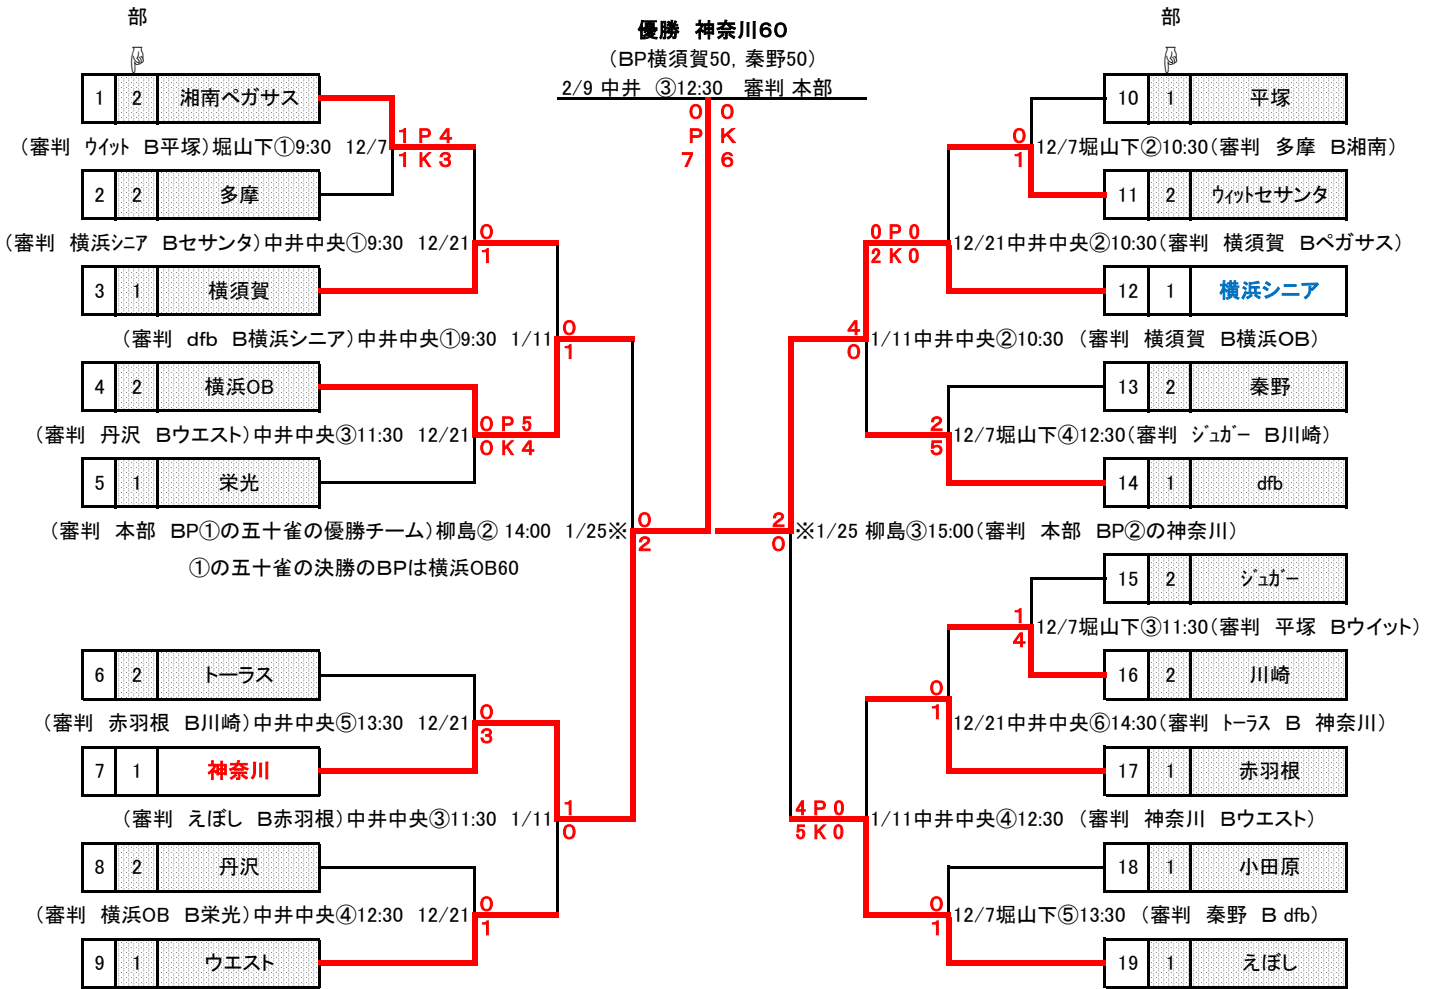 部
優勝　神奈川60
（BP横須賀50，秦野50）
2/9 中井　③12:30　審判 本部
部
0 0
P K
7 6
1 2 湘南ペガサス
（審判　ウイット　B平塚）堀山下①9:30　12/7
1 P 4
1 K 3
2 2 多摩
（審判　横浜シニア　Bセサンタ）中井中央①9:30　12/21
0
1
3 1 横須賀
（審判　dfb　B横浜シニア）中井中央①9:30　1/11
0
1
4 2 横浜OB
（審判　丹沢　Bウエスト）中井中央③11:30　12/21
0 P 5
0 K 4
5 1 栄光
（審判　本部　BP①の五十雀の優勝チーム）柳島② 14:00　1/25※
0
2
①の五十雀の決勝のBPは横浜OB60
6 2 トーラス
（審判　赤羽根　B川崎）中井中央⑤13:30　12/21
0
3
7 1 神奈川
（審判　えぼし　B赤羽根）中井中央③11:30　1/11
1
0
8 2 丹沢
（審判　横浜OB　B栄光）中井中央④12:30　12/21
0
1
9 1 ウエスト
10 1 平塚
0
1
12/7堀山下②10:30（審判　多摩　B湘南）
11 2 ウィットセサンタ
0 P 0
2 K 0
12/21中井中央②10:30（審判　横須賀　Bペガサス）
12 1 横浜シニア
4
0
1/11中井中央②10:30　（審判　横須賀　B横浜OB）
13 2 秦野
2
5
12/7堀山下④12:30（審判　ジュガー　B川崎）
14 1 dfb
2
0
※1/25 柳島③15:00（審判　本部　BP②の神奈川）
15 2 ジュガー
1
4
12/7堀山下③11:30（審判　平塚　Bウイット）
16 2 川崎
0
1
12/21中井中央⑥14:30（審判　トーラス　B　神奈川）
17 1 赤羽根
4 P 0
5 K 0
1/11中井中央④12:30　（審判　神奈川　Bウエスト）
18 1 小田原
0
1
12/7堀山下⑤13:30　（審判　秦野　B dfb）
19 1 えぼし